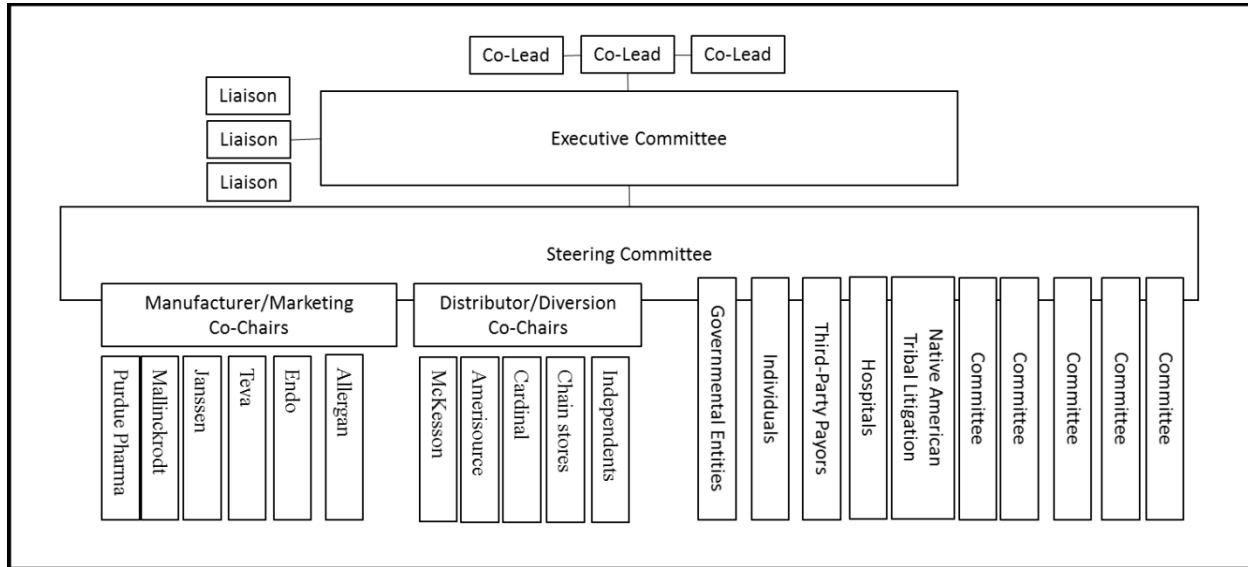 Co-Lead
Co-Lead
Co-Lead
Liaison
Liaison
Liaison
Executive Committee
Steering Committee
Manufacturer/Marketing
Co-Chairs
Distributor/Diversion
Co-Chairs
Purdue Pharma
Mallinckrodt
Janssen
Teva
Endo
Allergan
McKesson
Amerisource
Cardinal
Chain stores
Independents
Governmental Entities
Individuals
Third-Party Payors
Hospitals
Native American
Tribal Litigation
Committee
Committee
Committee
Committee
Committee